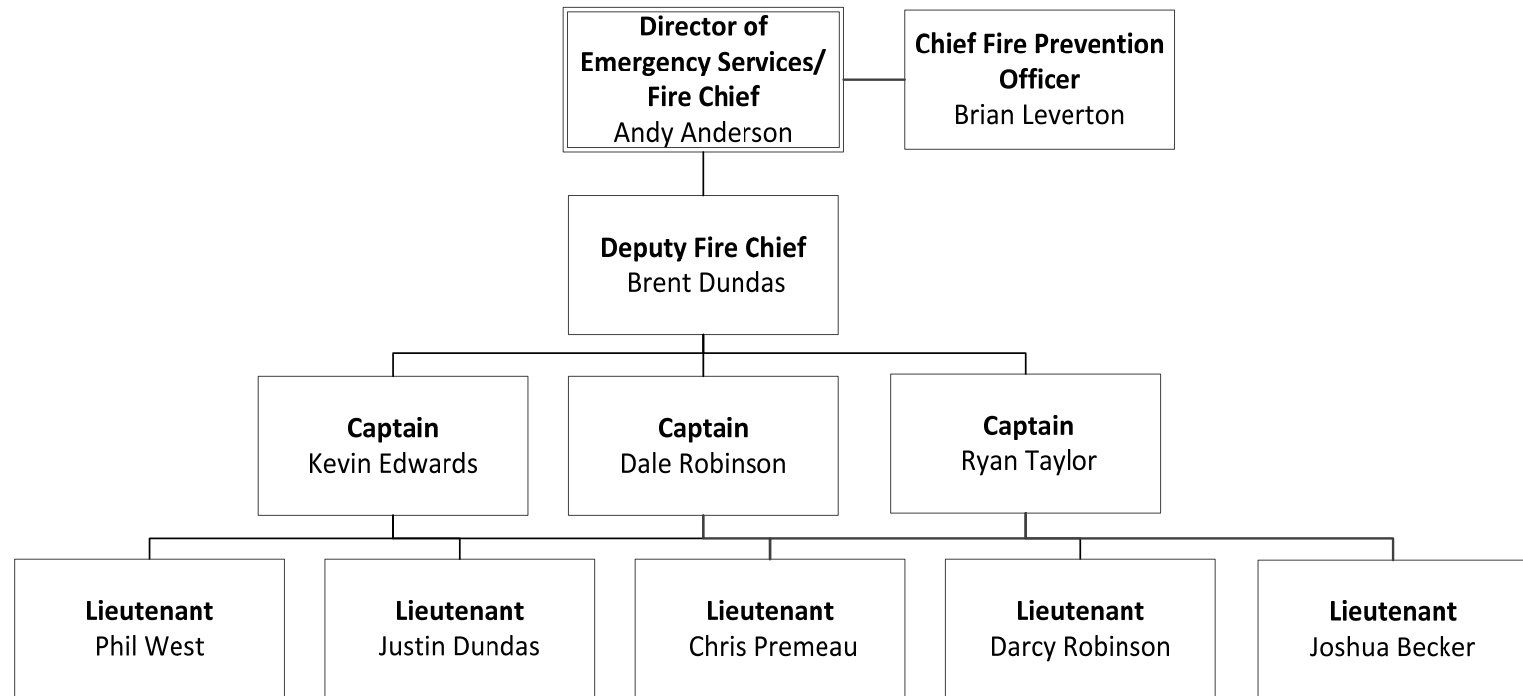 Director of
Emergency Services/
Fire Chief
Andy Anderson
Chief Fire Prevention
Officer
Brian Leverton
Deputy Fire Chief
Brent Dundas
Captain
Kevin Edwards
Captain
Dale Robinson
Captain
Ryan Taylor
Lieutenant
Phil West
Lieutenant
Justin Dundas
Lieutenant
Chris Premeau
Lieutenant
Darcy Robinson
Lieutenant
Joshua Becker